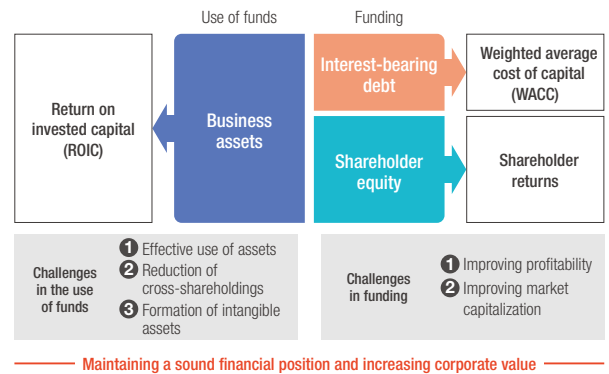 Use of funds
Funding
Return on
invested capital
(ROIC)
Business
assets
Interest-bearing
debt
Weighted average
cost of capital
(WACC)
Shareholder
equity
Shareholder
returns
Challenges
in the use
of funds
1 Effective use of assets
2 Reduction of
cross-shareholdings
3 Formation of intangible
assets
Challenges
in funding
1 Improving profitability
2 Improving market
capitalization
Maintaining a sound financial position and increasing corporate value